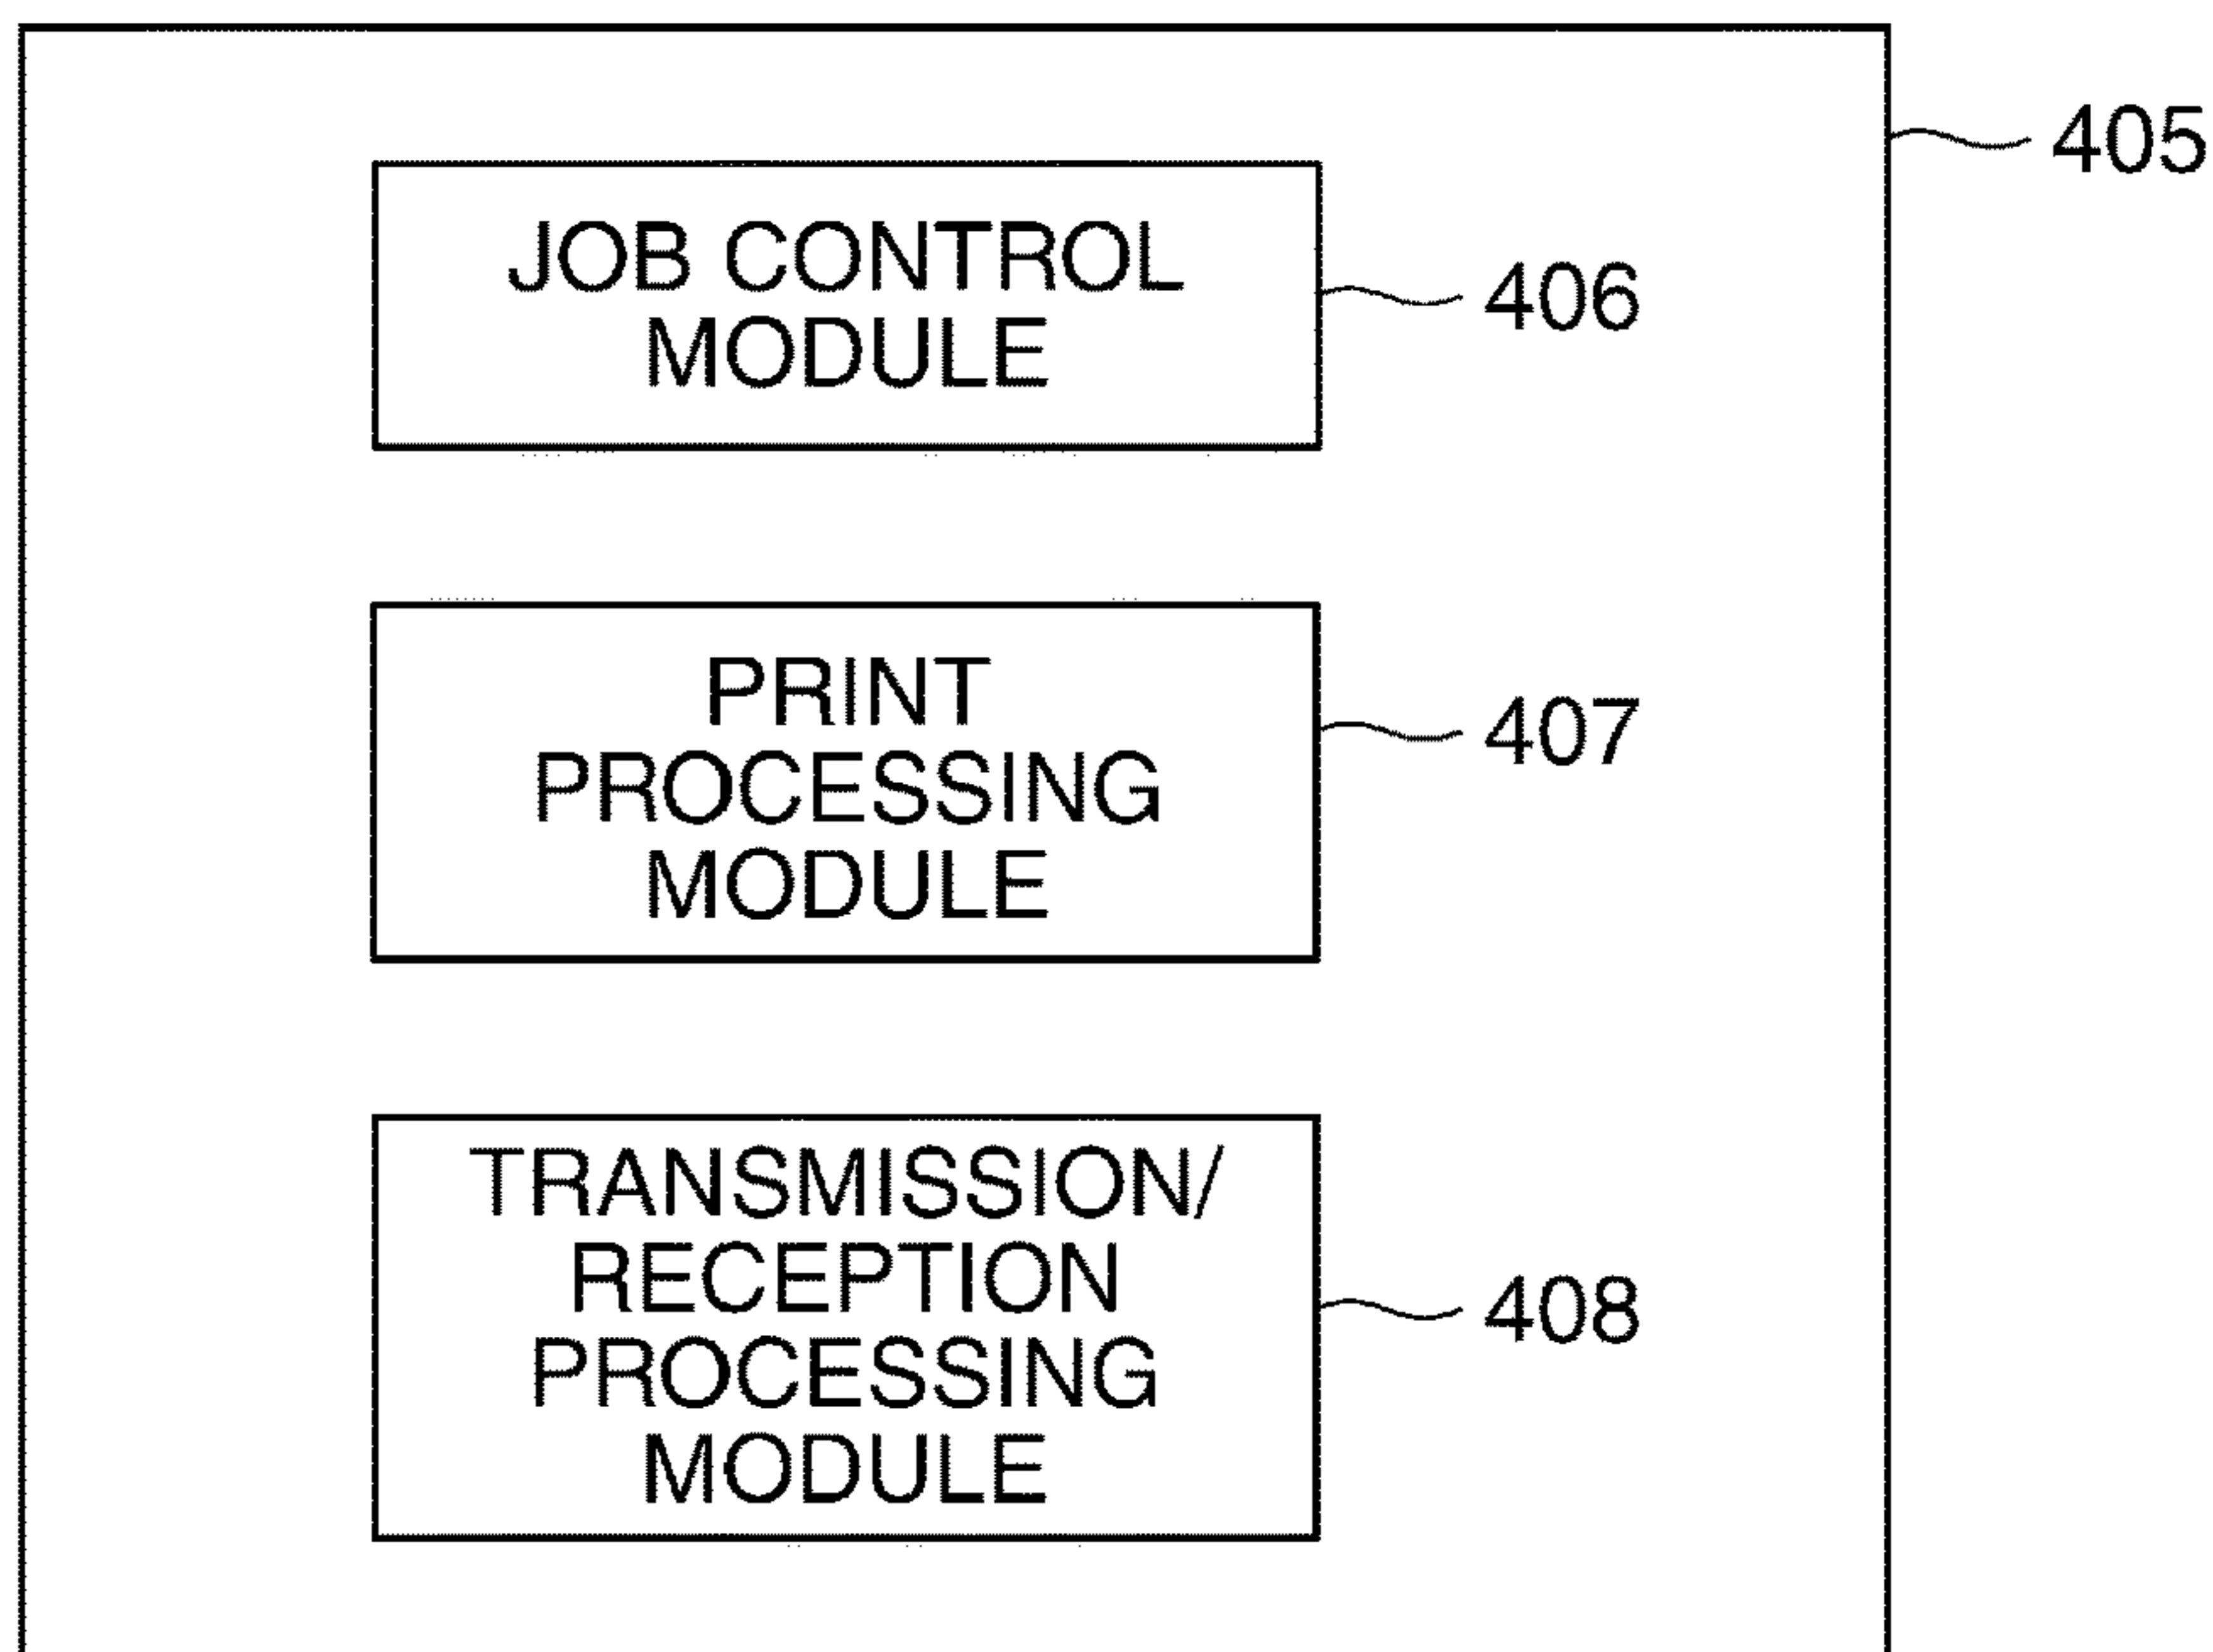 405
JOB CONTROL
MODULE
406
PRINT
PROCESSING
MODULE
407
TRANSMISSION/
RECEPTION
PROCESSING
MODULE
408